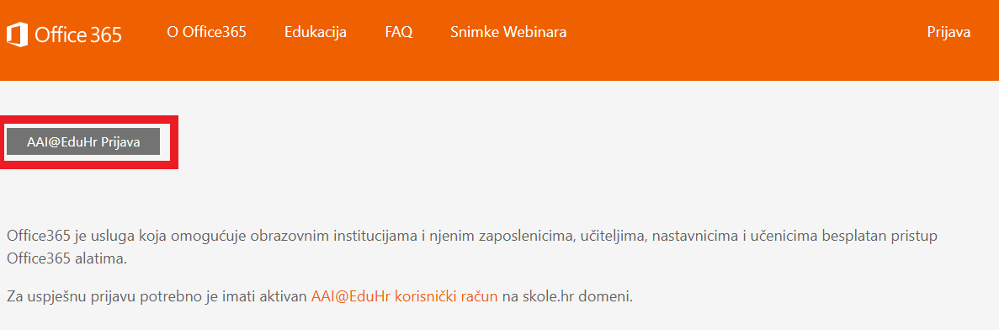 Office 365 O Office365 Edukacija FAQ Snimke Webinara Prijava
AAI@EduHr Prijava
Office365 je usluga koja omogućuje obrazovnim institucijama i njenim zaposlenicima, učiteljima, nastavnicima i učenicima besplatan pristup
Office365 alatima.
Za uspješnu prijavu potrebno je imati aktivan AAI@EduHr korisnički račun na skole.hr domeni.